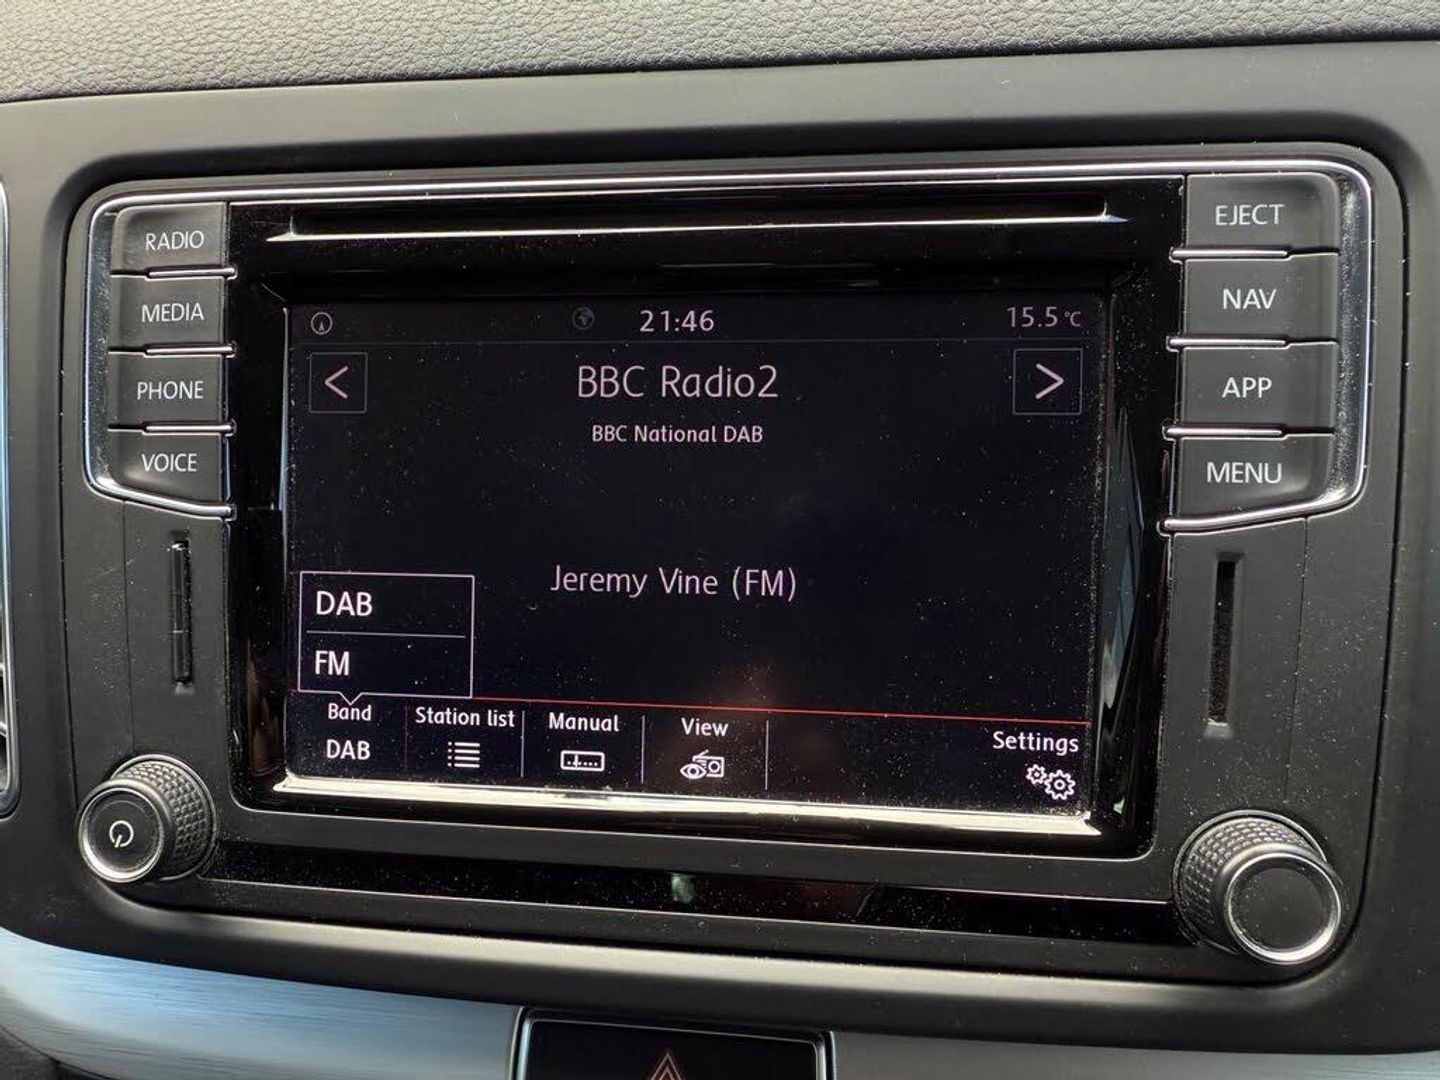 RADIO
MEDIA
PHONE
VOICE
21:46
15.5 °C
<
BBC Radio2
>
BBC National DAB
Jeremy Vine (FM)
DAB
FM
Band
DAB
Station list
Manual
View
Settings
EJECT
NAV
APP
MENU